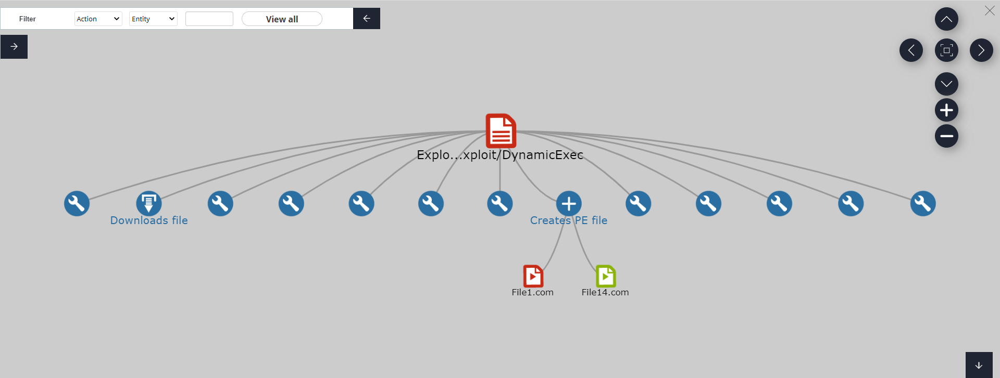 Filter Action Entity View all
Explo...xploit/DynamicExec
Downloads file
Creates PE file
File1.com
File14.com